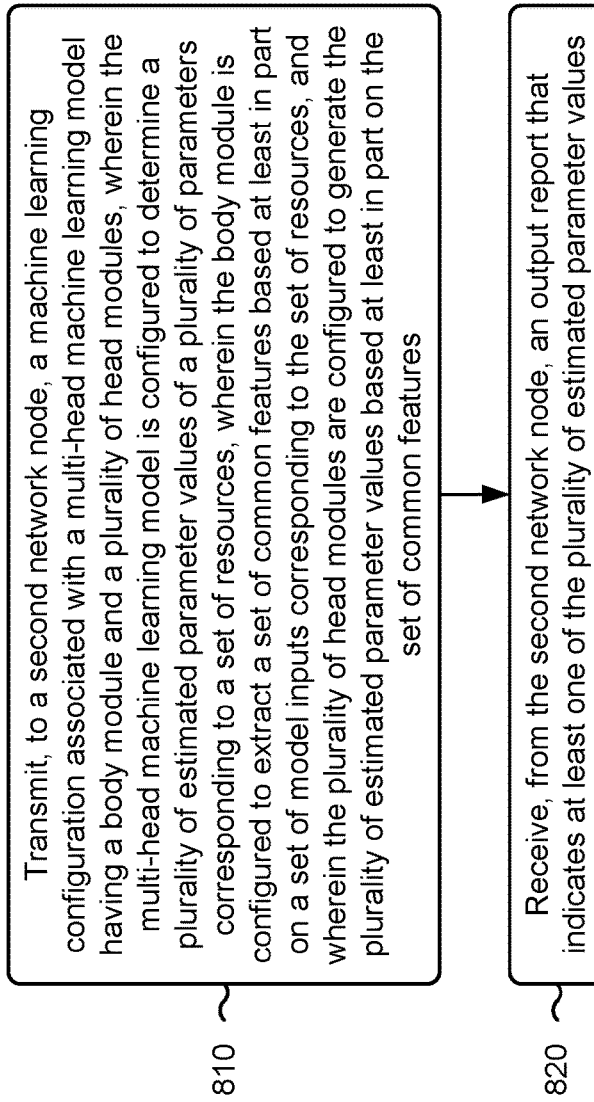 810
Transmit, to a second network node, a machine learning
configuration associated with a multi-head machine learning model
having a body module and a plurality of head modules, wherein the
multi-head machine learning model is configured to determine a
plurality of estimated parameter values of a plurality of parameters
corresponding to a set of resources, wherein the body module is
configured to extract a set of common features based at least in part
on a set of model inputs corresponding to the set of resources, and
wherein the plurality of head modules are configured to generate the
plurality of estimated parameter values based at least in part on the
set of common features
820
Receive, from the second network node, an output report that
indicates at least one of the plurality of estimated parameter values